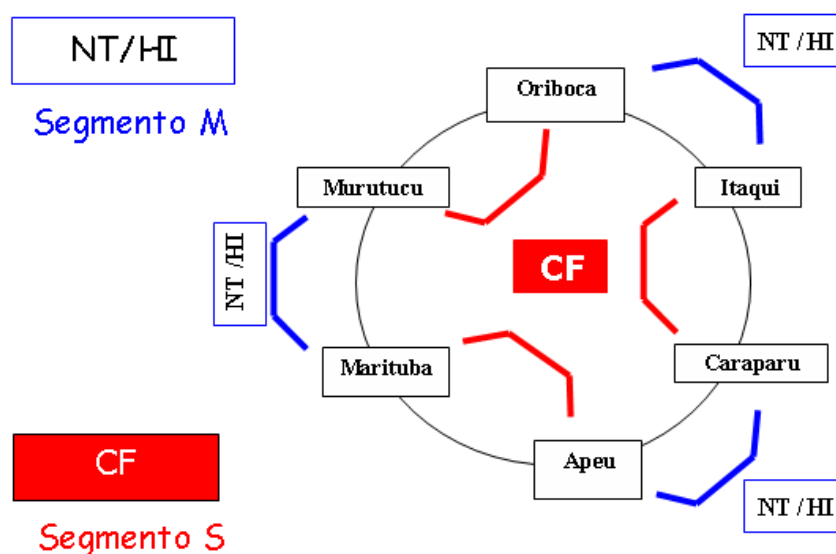 NT/HI
Segmento M
NT /HI
Oriboca
Murutucu
Itaqui
NT /HI
CF
Marituba
Caraparu
CF
Apeu
NT /HI
Segmento S